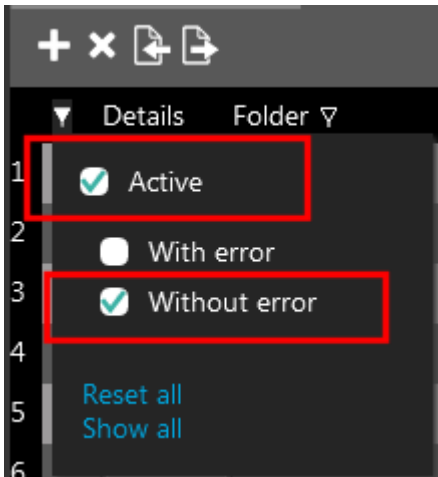 Details Folder
1 Active
2 With error
3 Without error
4
Reset all
5 Show all
6